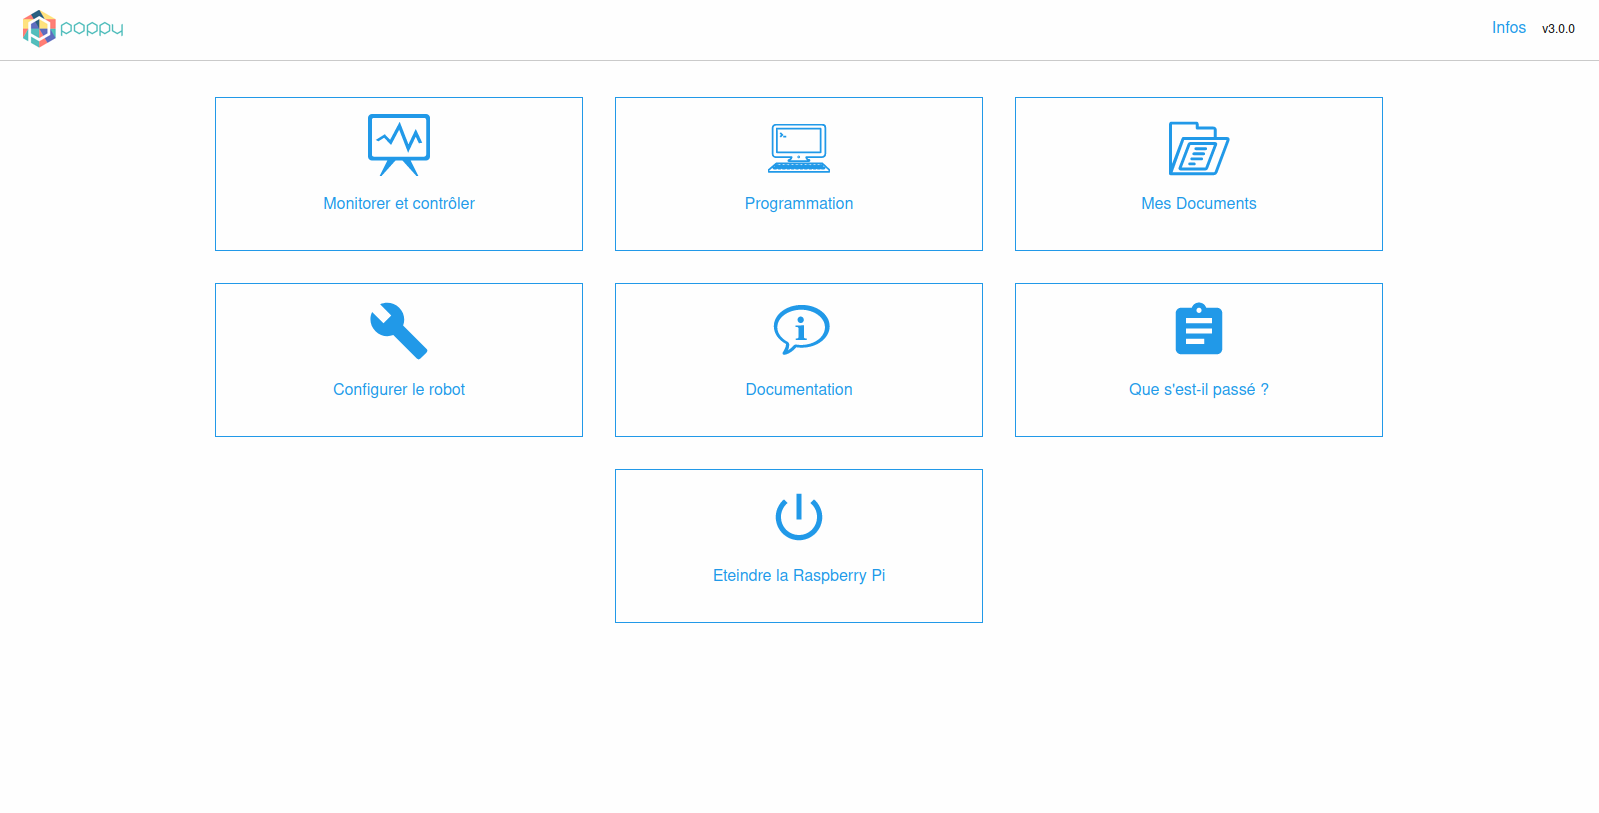 poppy
Infos v3.0.0
Monitorer et contrôler
Programmation
Mes Documents
Configurer le robot
Documentation
Que s'est-il passé ?
Eteindre la Raspberry Pi